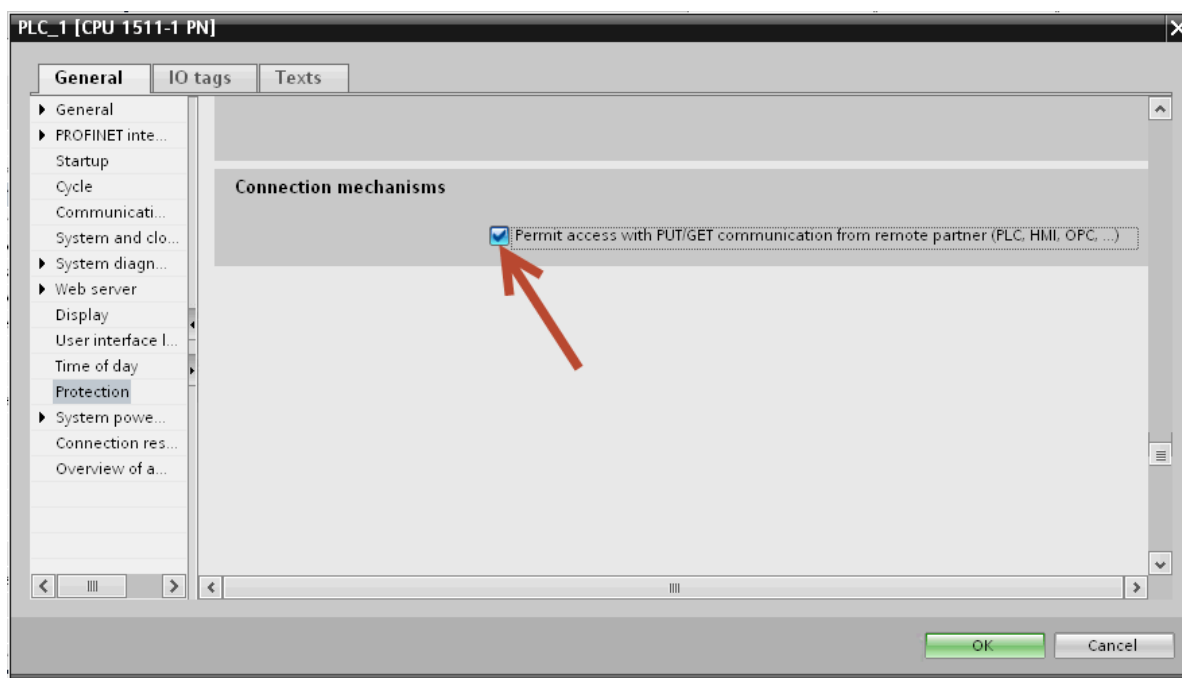 PLC_1 [CPU 1511-1 PN]
General
IO tags
Texts
General
PROFINET inte...
Startup
Cycle
Communicati...
System and clo...
System diagn...
Web server
Display
User interface l...
Time of day
Protection
System powe...
Connection res...
Overview of a...
Connection mechanisms
Permit access with PUT/GET communication from remote partner (PLC, HMI, OPC, ...)
OK
Cancel